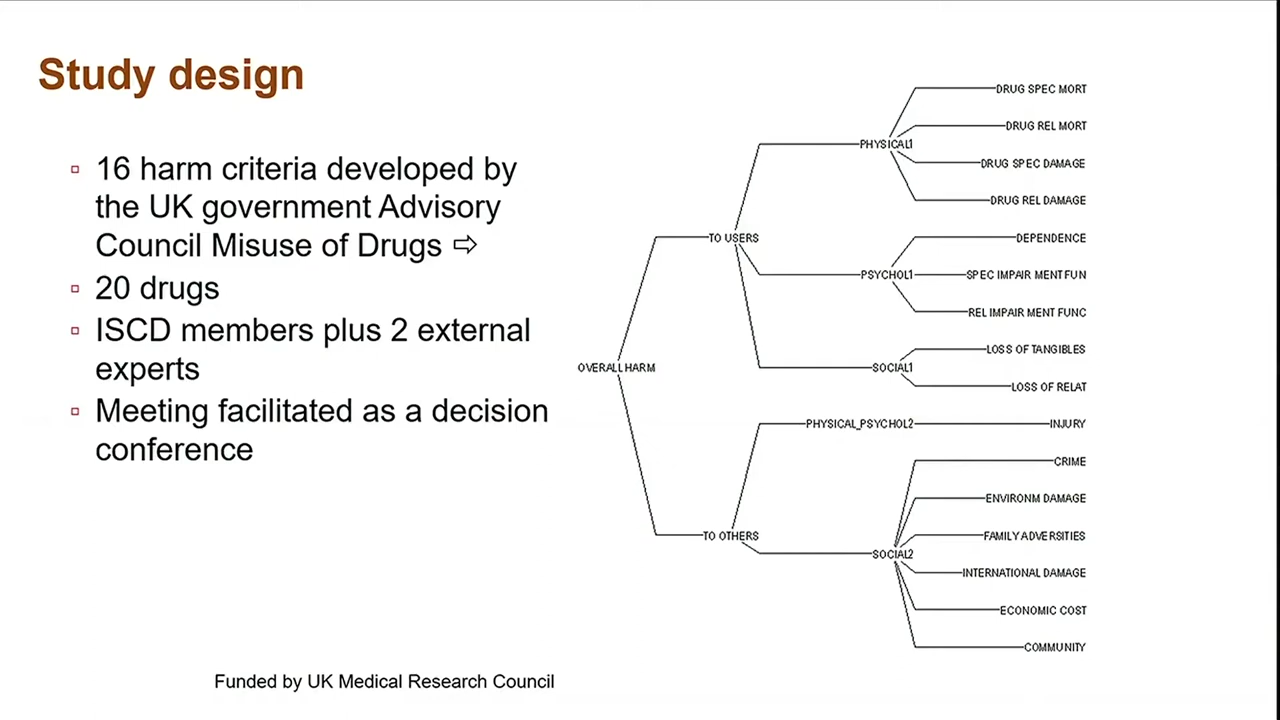 Study design
16 harm criteria developed by
the UK government Advisory
Council Misuse of Drugs ⇨
20 drugs
ISCD members plus 2 external
experts
Meeting facilitated as a decision
conference
Funded by UK Medical Research Council
OVERALL HARM
TO USERS
PHYSICAL1
DRUG SPEC MORT
DRUG REL MORT
DRUG SPEC DAMAGE
DRUG REL DAMAGE
PSYCHOL1
DEPENDENCE
SPEC IMPAIR MENT FUN
REL IMPAIR MENT FUNC
SOCIAL1
LOSS OF TANGIBLES
LOSS OF RELAT
TO OTHERS
PHYSICAL_PSYCHOL2
INJURY
SOCIAL2
CRIME
ENVIRONM DAMAGE
FAMILY ADVERSITIES
INTERNATIONAL DAMAGE
ECONOMIC COST
COMMUNITY